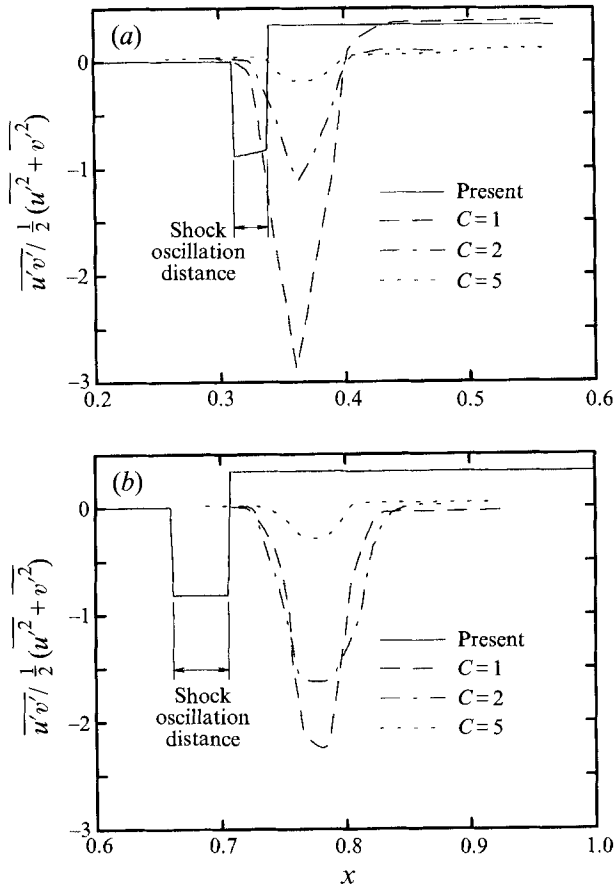 (a)
0
−1
−2
−3
u′v′ / ½ (u′² + v′²)
Shock
oscillation
distance
Present
C = 1
C = 2
C = 5
0.2 0.3 0.4 0.5 0.6
(b)
0
−1
−2
−3
u′v′ / ½ (u′² + v′²)
Shock
oscillation
distance
Present
C = 1
C = 2
C = 5
0.6 0.7 0.8 0.9 1.0
x